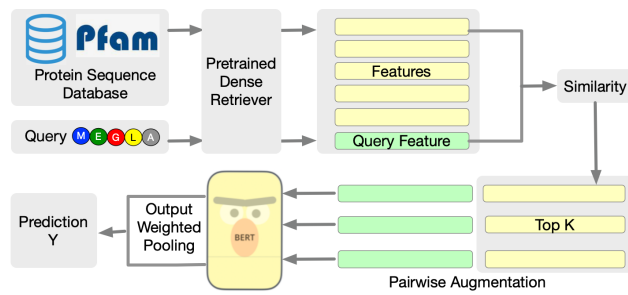 Pfam
Protein Sequence
Database
Query M E G L A
Pretrained
Dense
Retriever
Features
Query Feature
Similarity
Prediction
Y
Output
Weighted
Pooling
BERT
Top K
Pairwise Augmentation